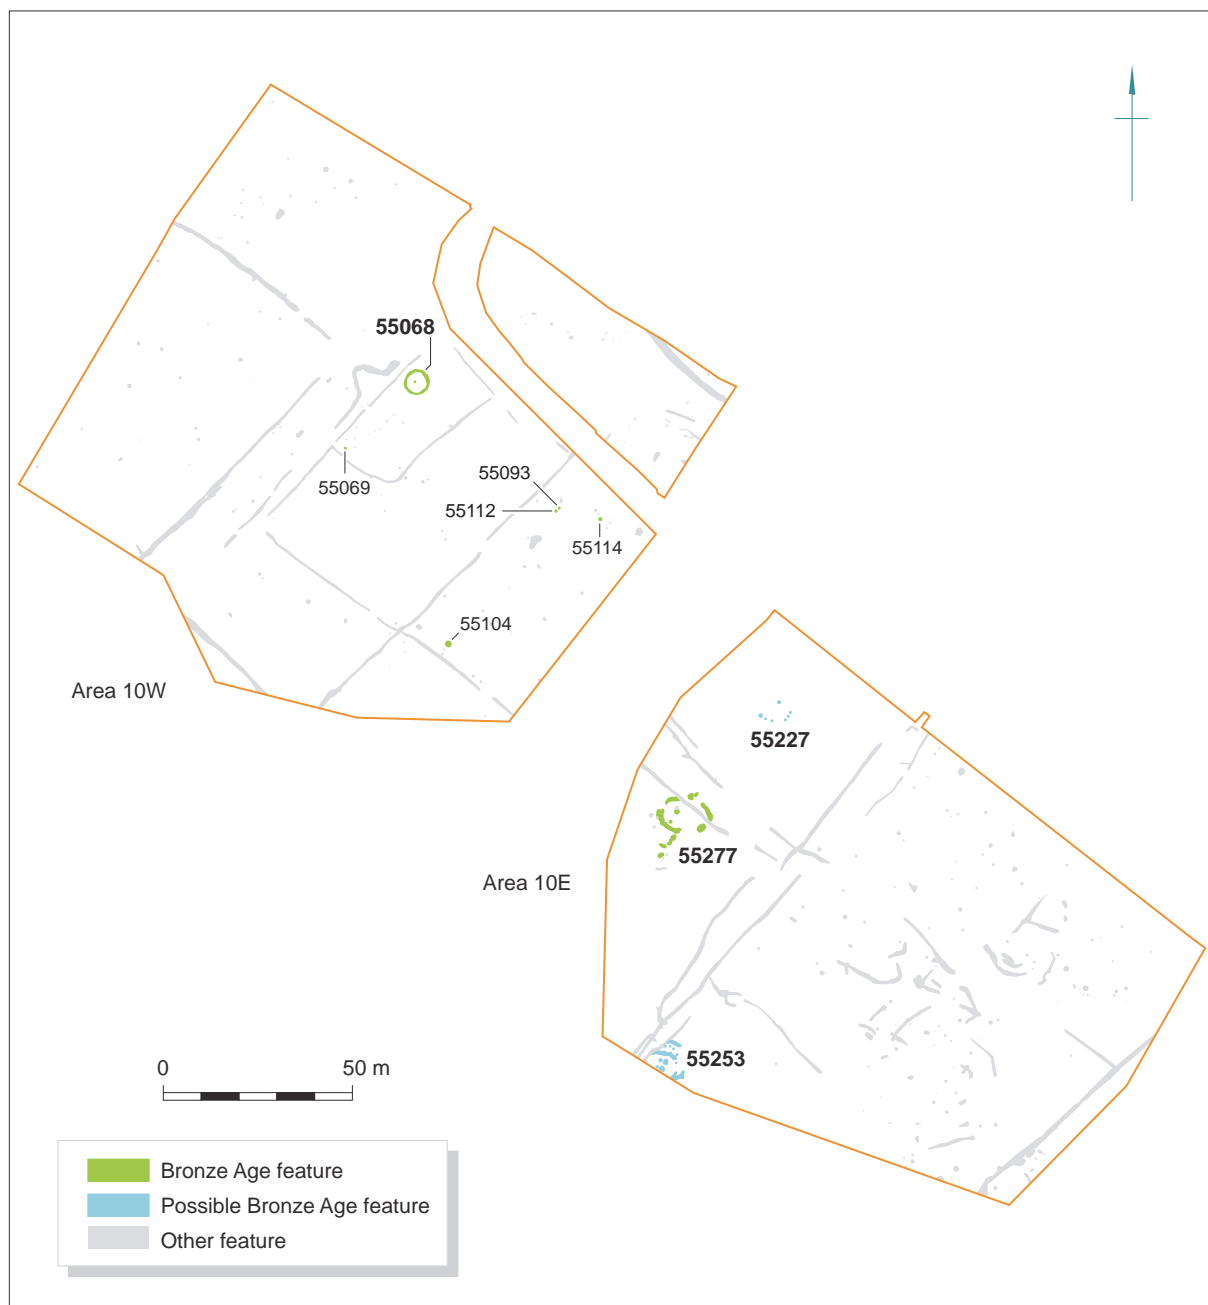 55068
55069
55093
55112
55114
55104
Area 10W
55227
55277
Area 10E
55253
0 50 m
Bronze Age feature
Possible Bronze Age feature
Other feature